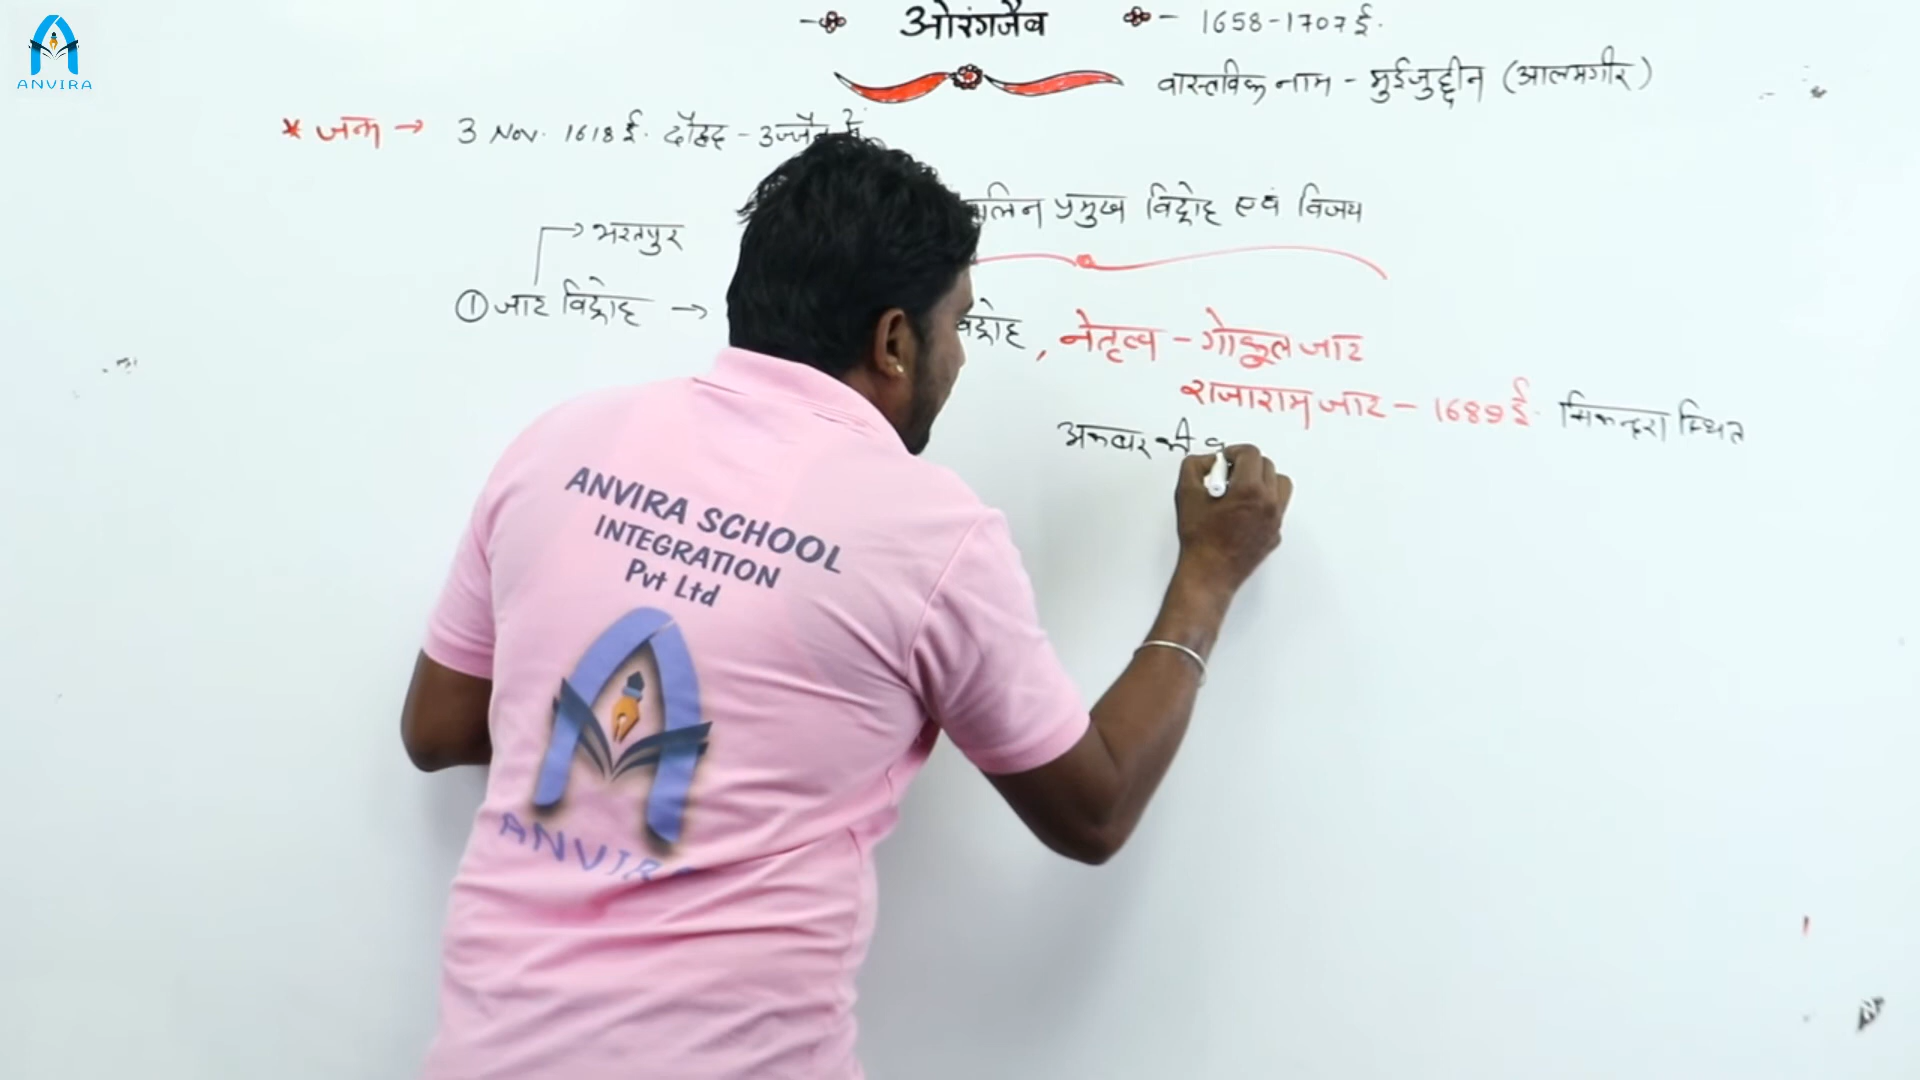 ANVIRA
औरंगजैब - 1658-1707 ई.
वास्तविक नाम - मुईजुद्दीन (आलमगीर)
* जन्म → 3 Nov. 1618 ई. दौहद - उज्जैन में
लिन प्रमुख विद्रोह एवं विजय
→ भरतपुर
① जाट विद्रोह →
विद्रोह, नेतृत्व - गोकूल जाट
राजाराम जाट - 1689 ई. सिकन्दरा स्थित
अकबर की
ANVIRA SCHOOL
INTEGRATION
Pvt Ltd
ANVIRA